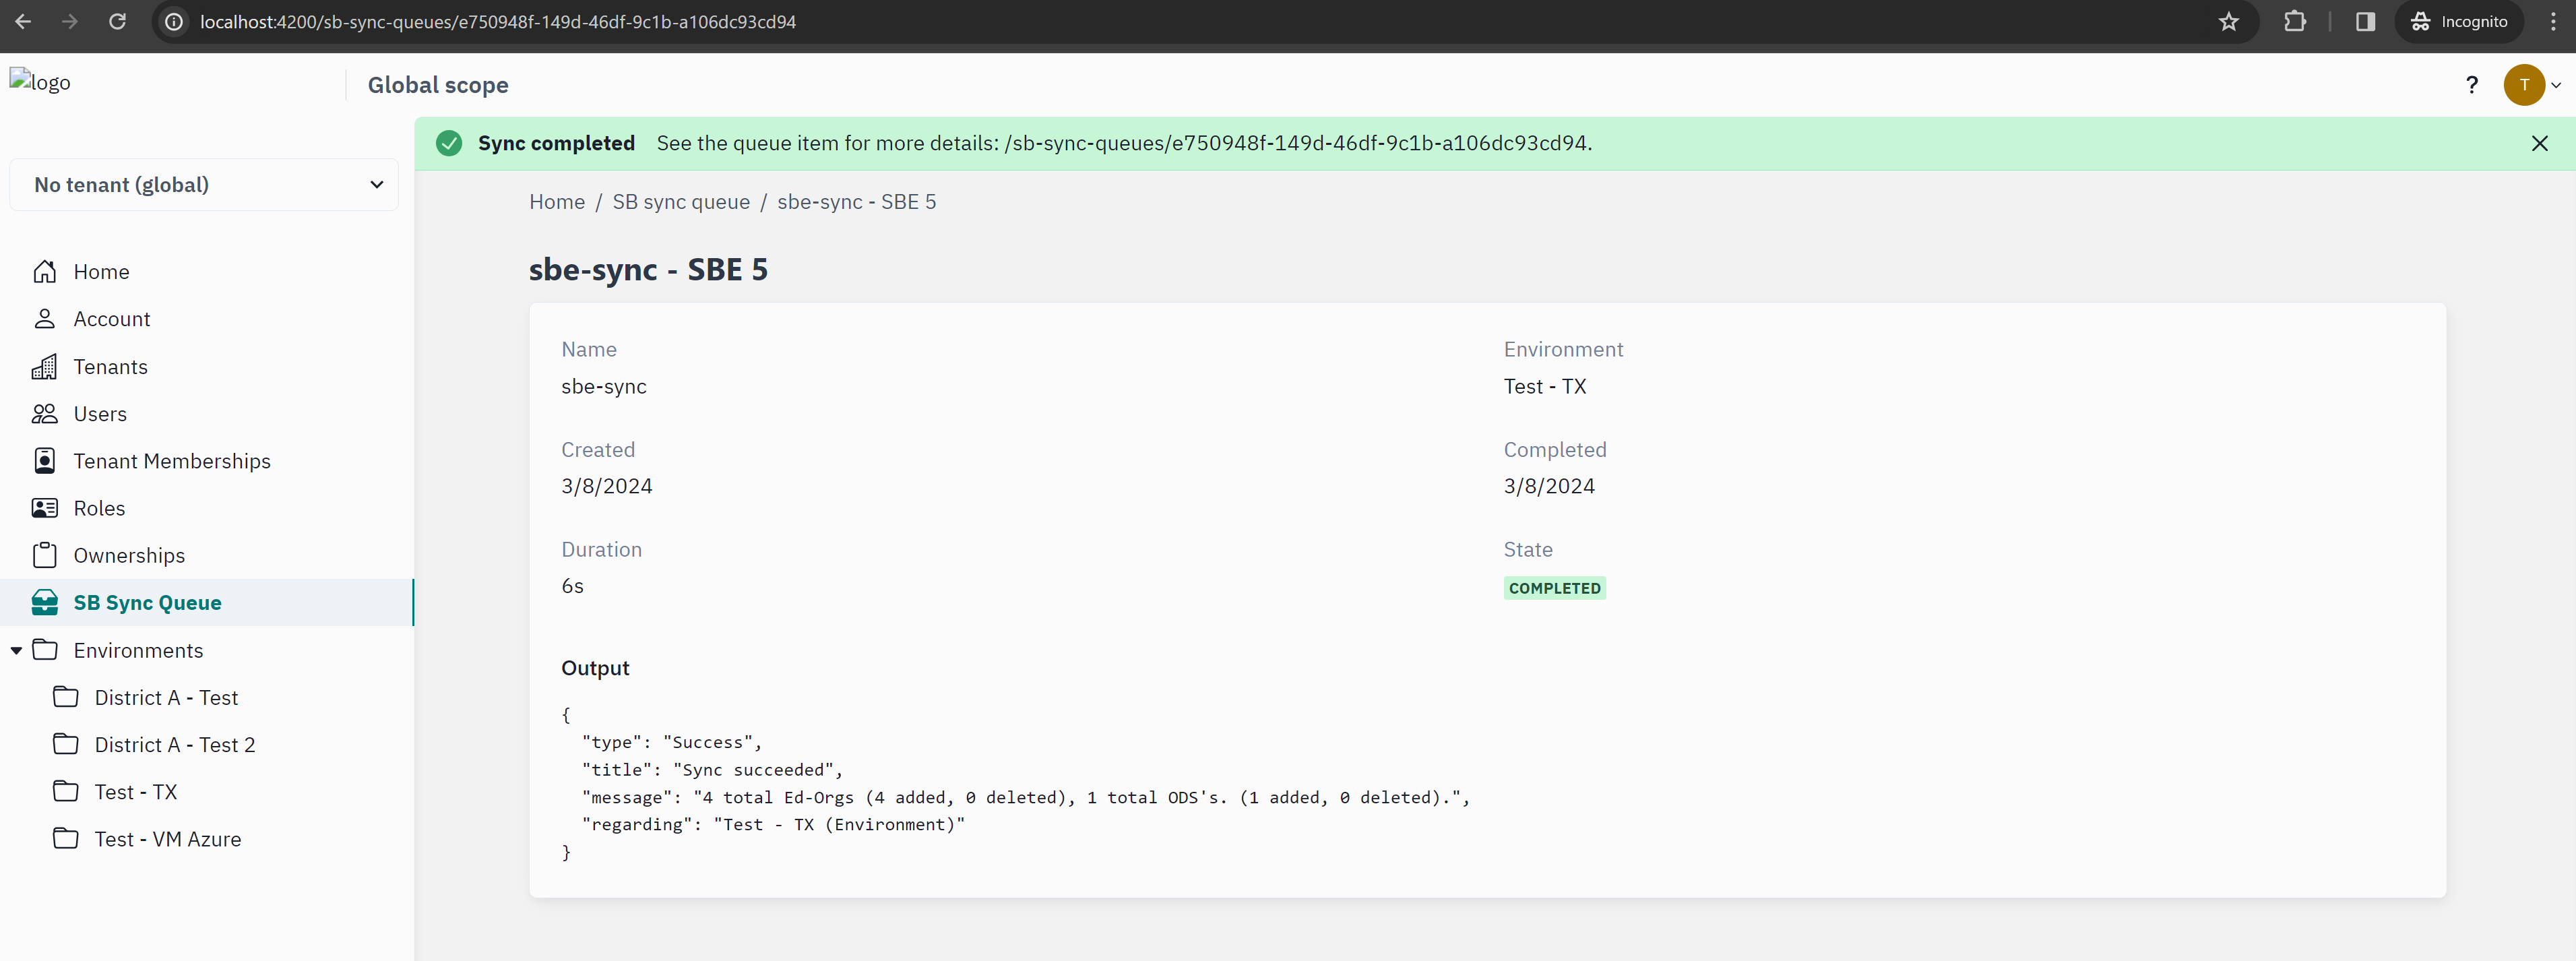 localhost:4200/sb-sync-queues/e750948f-149d-46df-9c1b-a106dc93cd94
Incognito
logo
Global scope
?
T
Sync completed See the queue item for more details: /sb-sync-queues/e750948f-149d-46df-9c1b-a106dc93cd94.
No tenant (global)
Home
Account
Tenants
Users
Tenant Memberships
Roles
Ownerships
SB Sync Queue
Environments
District A - Test
District A - Test 2
Test - TX
Test - VM Azure
Home / SB sync queue / sbe-sync - SBE 5
sbe-sync - SBE 5
Name
sbe-sync
Environment
Test - TX
Created
3/8/2024
Completed
3/8/2024
Duration
6s
State
COMPLETED
Output
{
"type": "Success",
"title": "Sync succeeded",
"message": "4 total Ed-Orgs (4 added, 0 deleted), 1 total ODS's. (1 added, 0 deleted).",
"regarding": "Test - TX (Environment)"
}